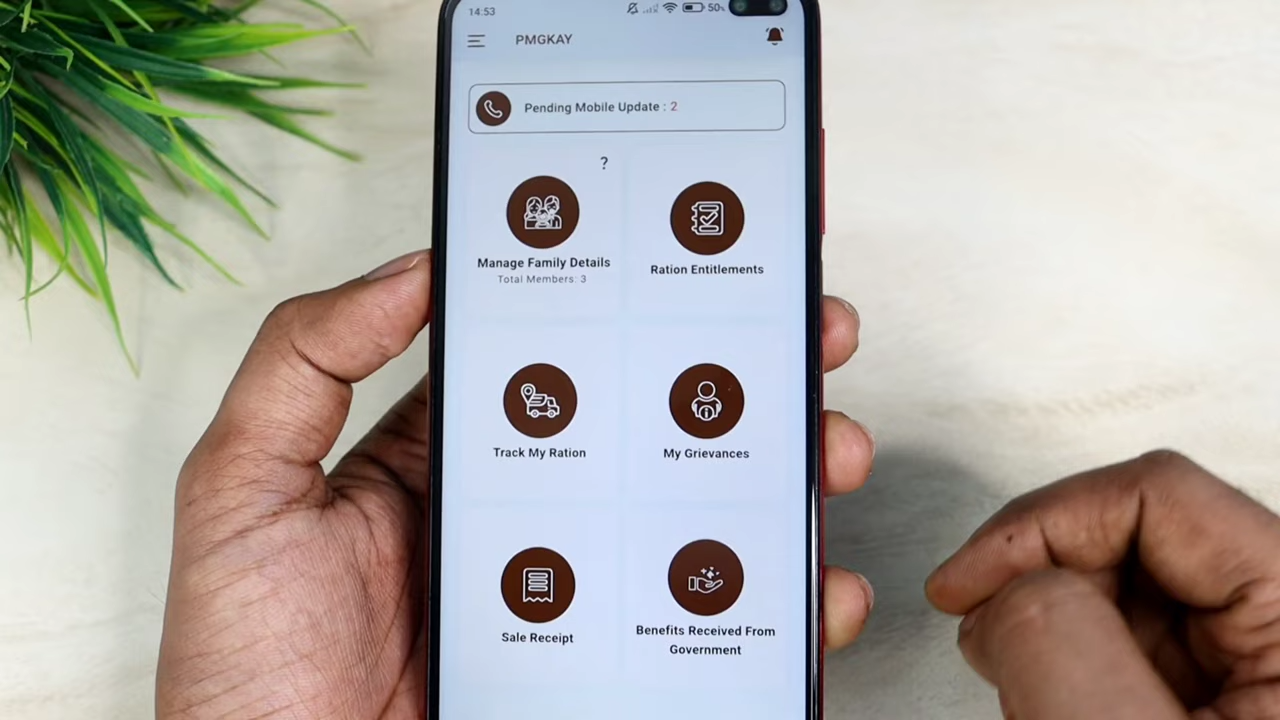 14:53
50%
PMGKAY
Pending Mobile Update : 2
?
Manage Family Details
Total Members: 3
Ration Entitlements
Track My Ration
My Grievances
Sale Receipt
Benefits Received From
Government